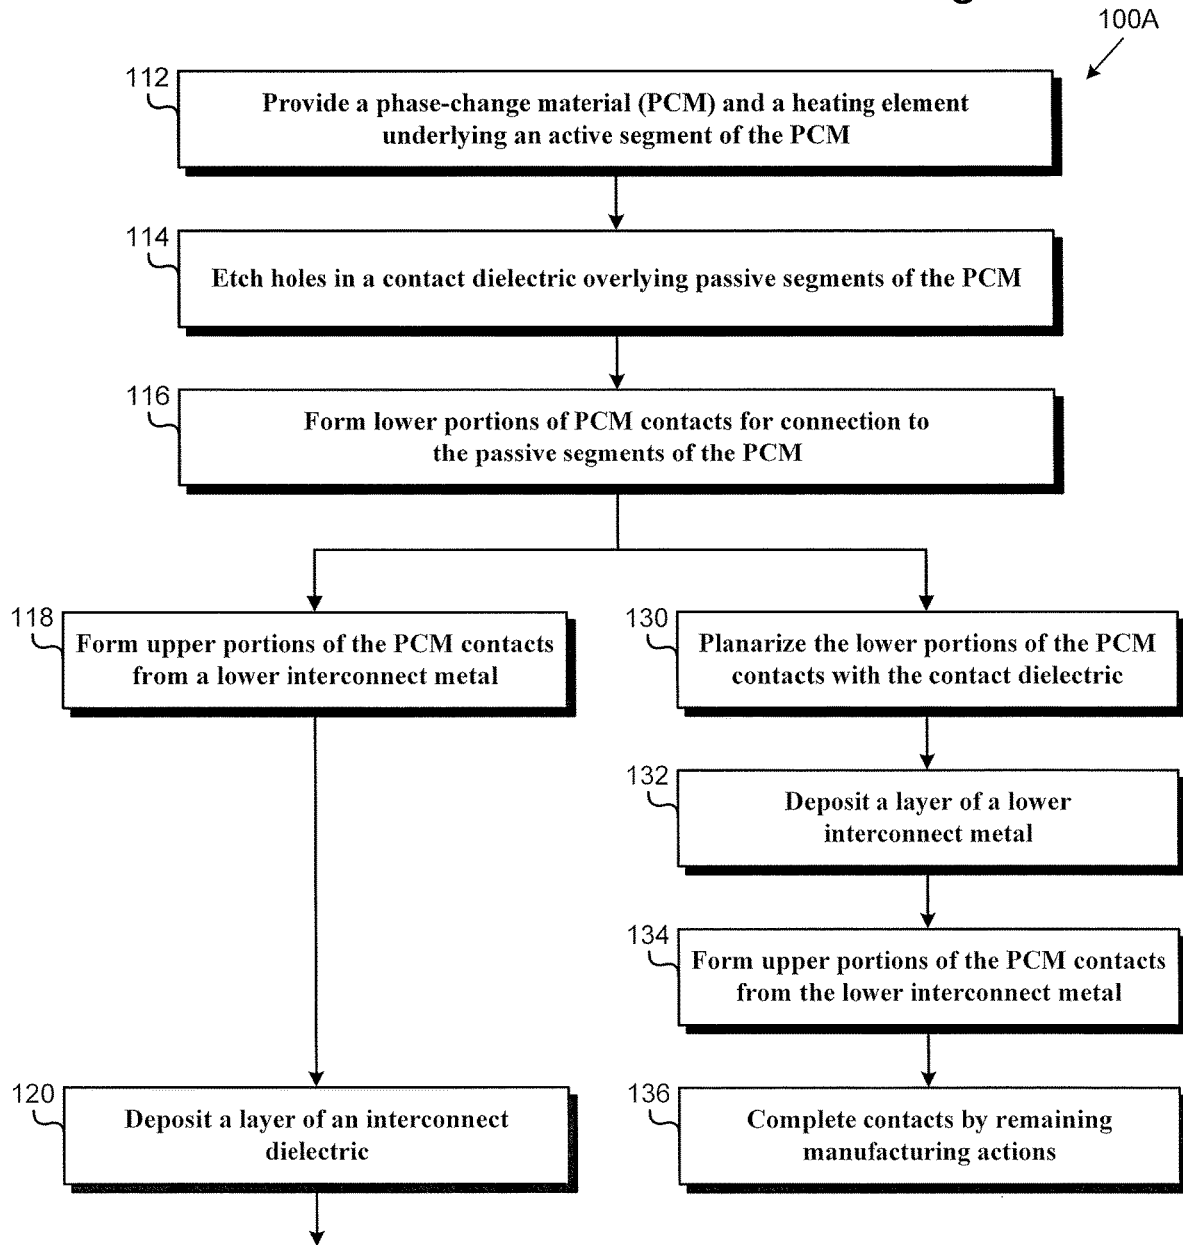 100A
112
Provide a phase-change material (PCM) and a heating element
underlying an active segment of the PCM
114
Etch holes in a contact dielectric overlying passive segments of the PCM
116
Form lower portions of PCM contacts for connection to
the passive segments of the PCM
118
Form upper portions of the PCM contacts
from a lower interconnect metal
130
Planarize the lower portions of the PCM
contacts with the contact dielectric
132
Deposit a layer of a lower
interconnect metal
134
Form upper portions of the PCM contacts
from the lower interconnect metal
120
Deposit a layer of an interconnect
dielectric
136
Complete contacts by remaining
manufacturing actions